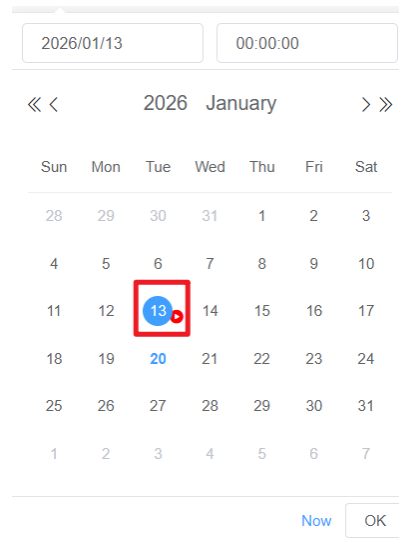 2026/01/13 00:00:00
2026 January
Sun Mon Tue Wed Thu Fri Sat
28 29 30 31 1 2 3
4 5 6 7 8 9 10
11 12 13 14 15 16 17
18 19 20 21 22 23 24
25 26 27 28 29 30 31
1 2 3 4 5 6 7
Now OK